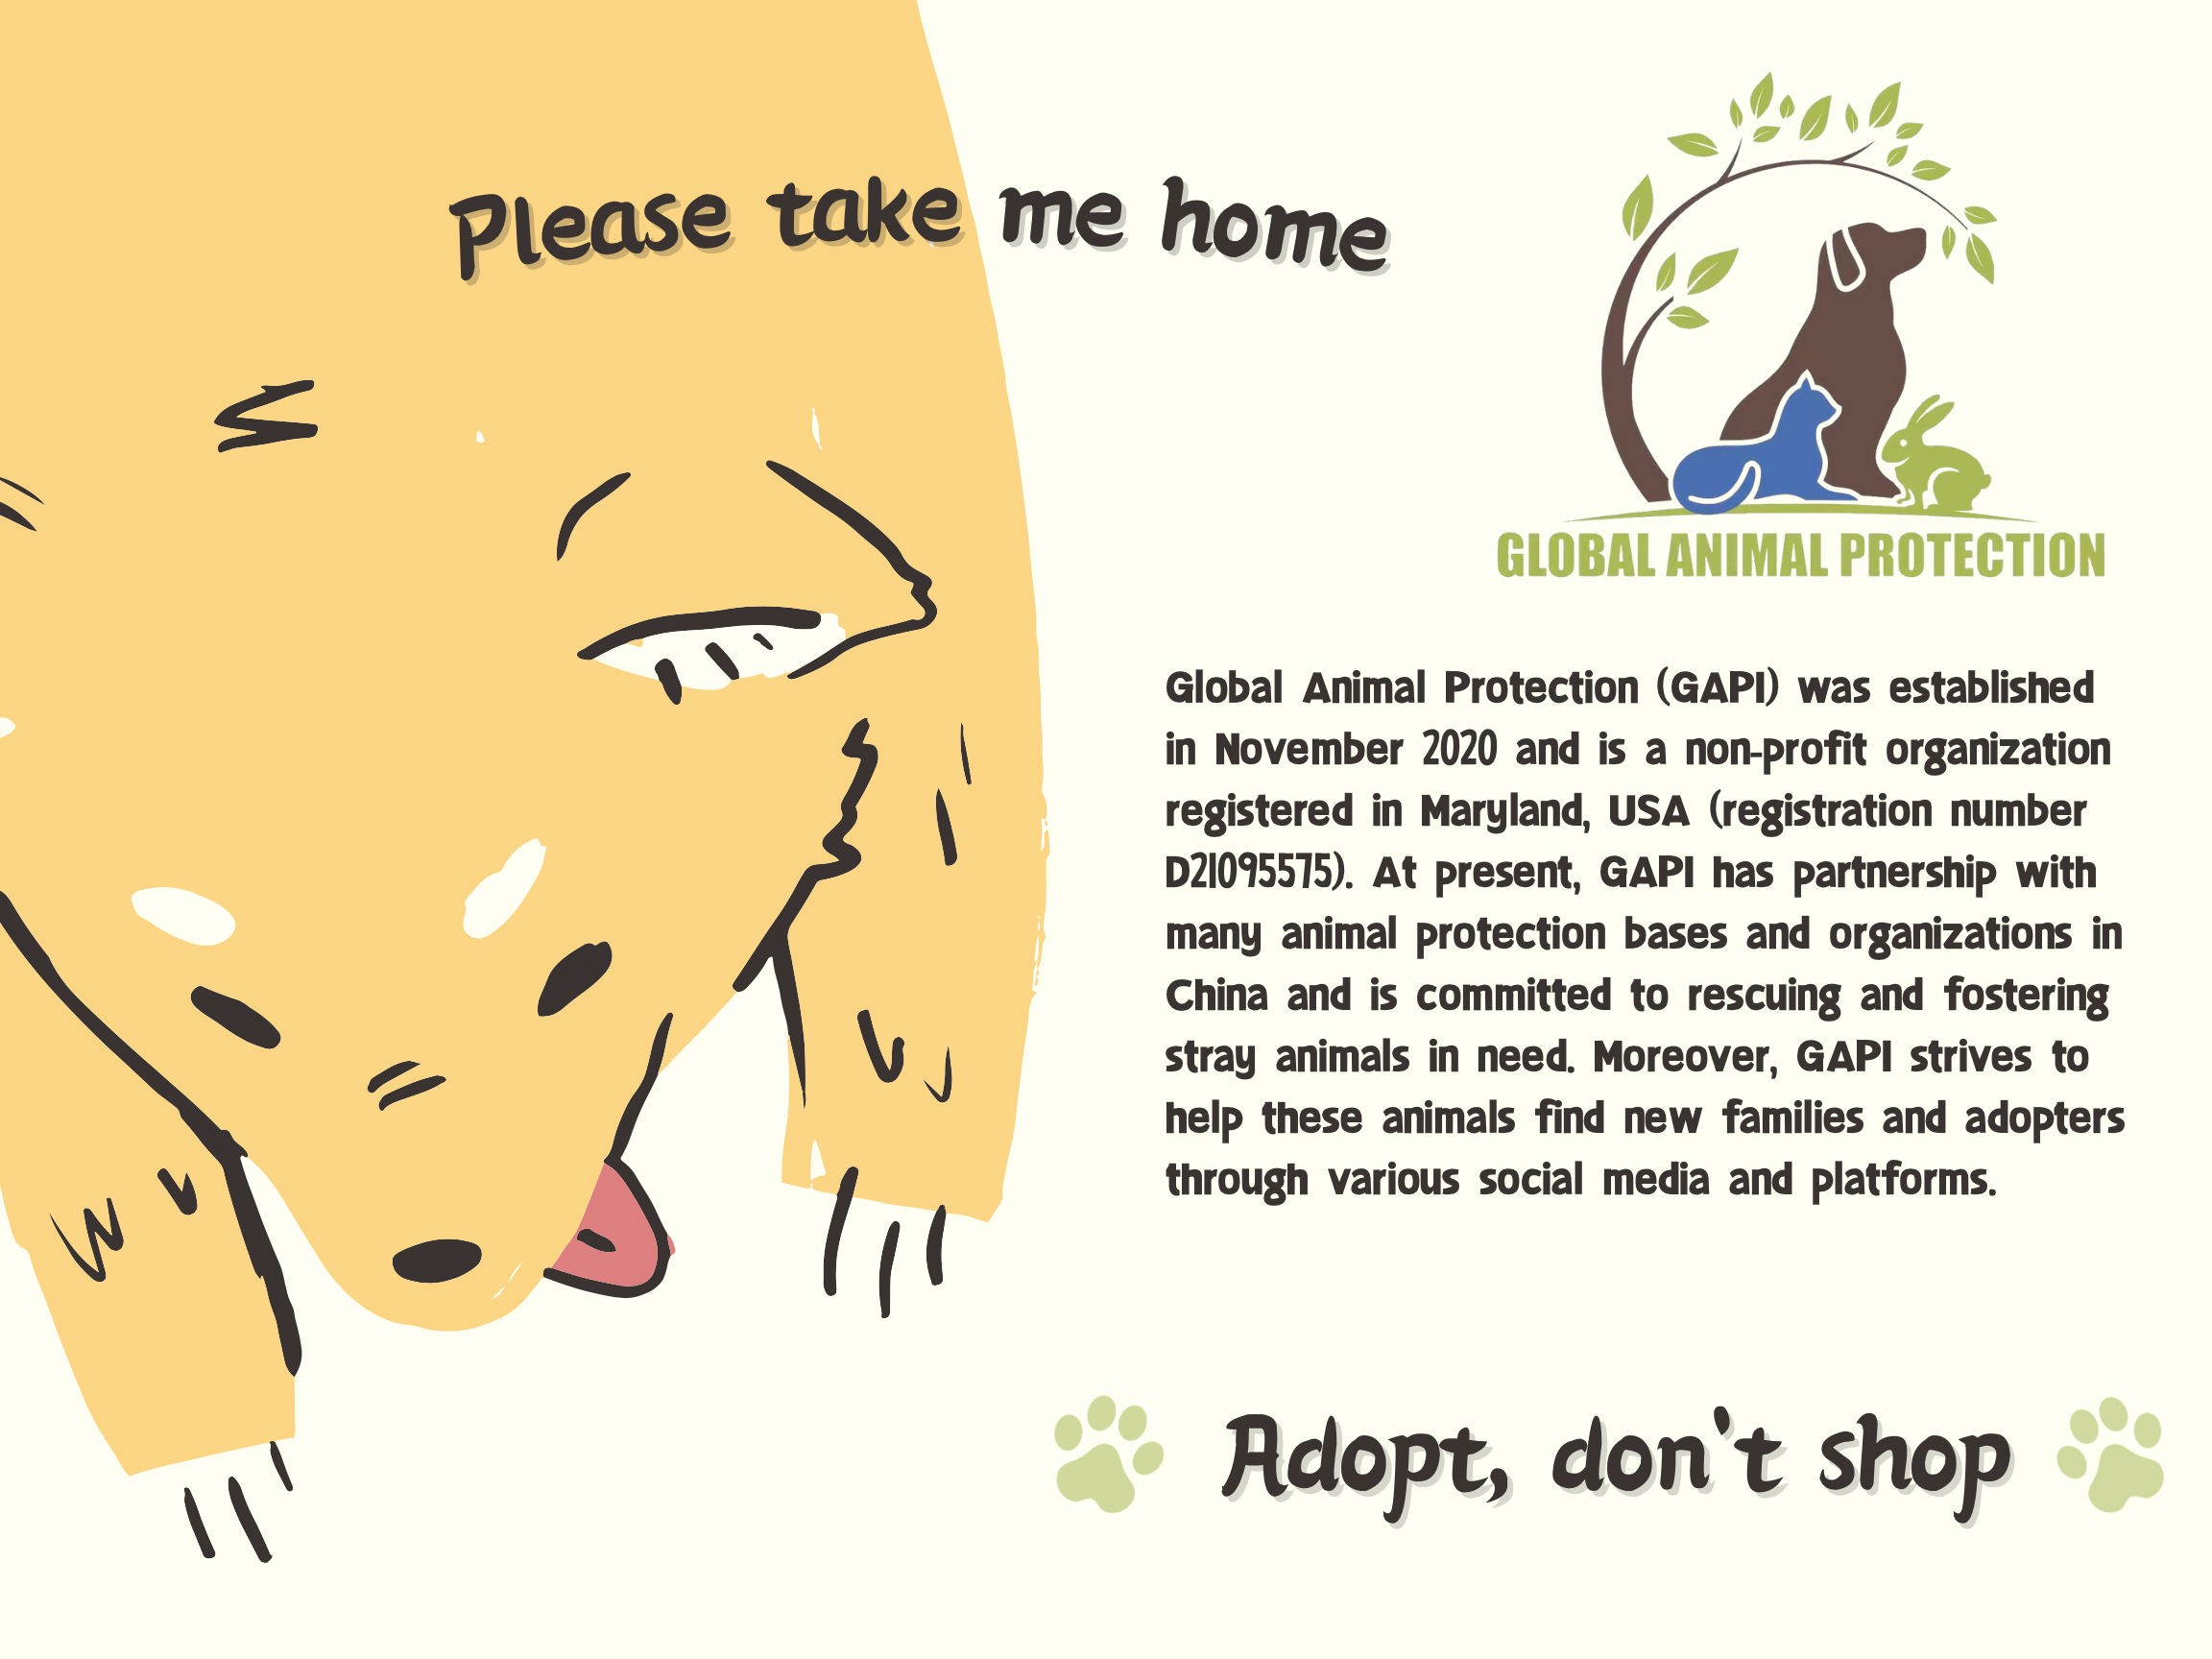 Please take me home
GLOBAL ANIMAL PROTECTION
Global Animal Protection (GAPI) was established
in November 2020 and is a non-profit organization
registered in Maryland, USA (registration number
D21095575). At present, GAPI has partnership with
many animal protection bases and organizations in
China and is committed to rescuing and fostering
stray animals in need. Moreover, GAPI strives to
help these animals find new families and adopters
through various social media and platforms.
Adopt, don't shop